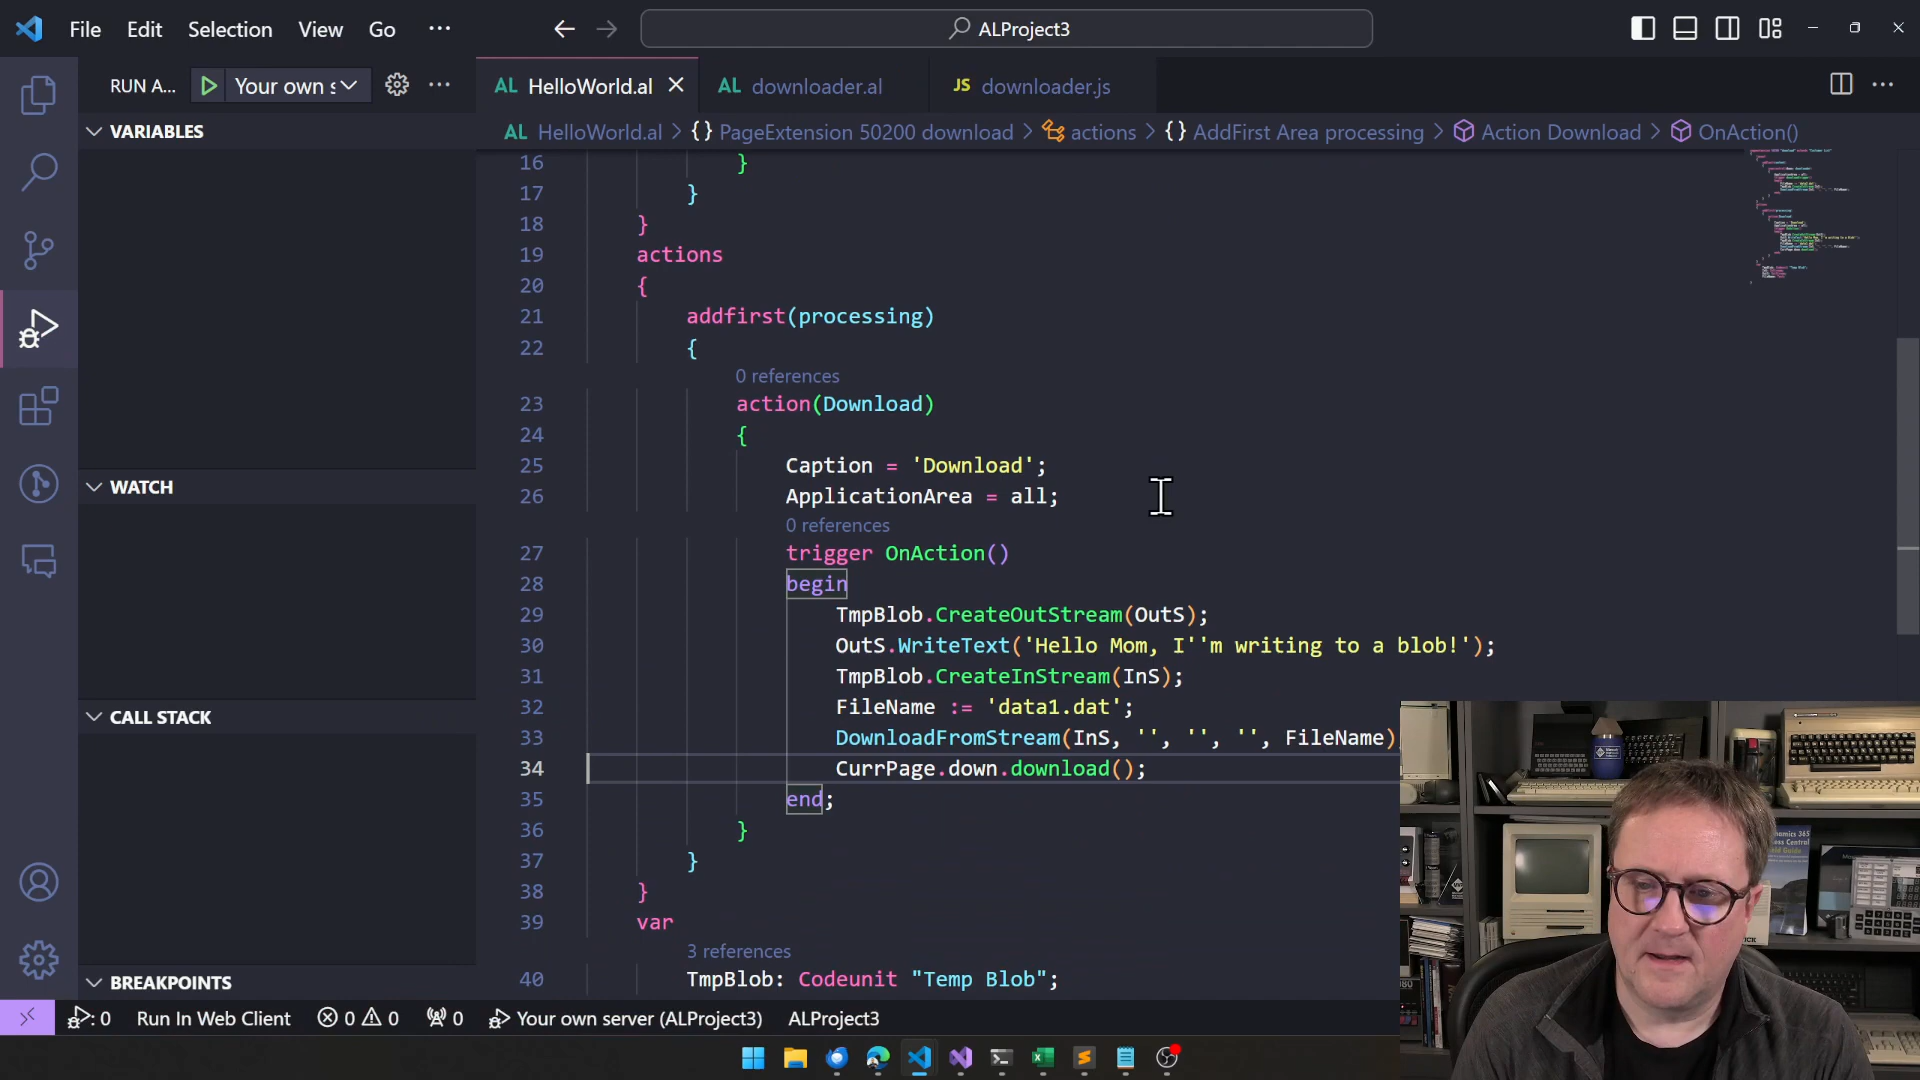 File Edit Selection View Go ···
ALProject3
RUN A... Your own s
HelloWorld.al
AL downloader.al
JS downloader.js
AL HelloWorld.al > {} PageExtension 50200 download > actions > {} AddFirst Area processing > Action Download > OnAction()
VARIABLES
WATCH
CALL STACK
BREAKPOINTS
16 }
17 }
18 }
19 actions
20 {
21 addfirst(processing)
22 {
0 references
23 action(Download)
24 {
25 Caption = 'Download';
26 ApplicationArea = all;
0 references
27 trigger OnAction()
28 begin
29 TmpBlob.CreateOutStream(OutS);
30 OutS.WriteText('Hello Mom, I''m writing to a blob!');
31 TmpBlob.CreateInStream(InS);
32 FileName := 'data1.dat';
33 DownloadFromStream(InS, '', '', '', FileName)
34 CurrPage.down.download();
35 end;
36 }
37 }
38 }
39 var
3 references
40 TmpBlob: Codeunit "Temp Blob";
: 0 Run In Web Client 0 0 0 Your own server (ALProject3) ALProject3